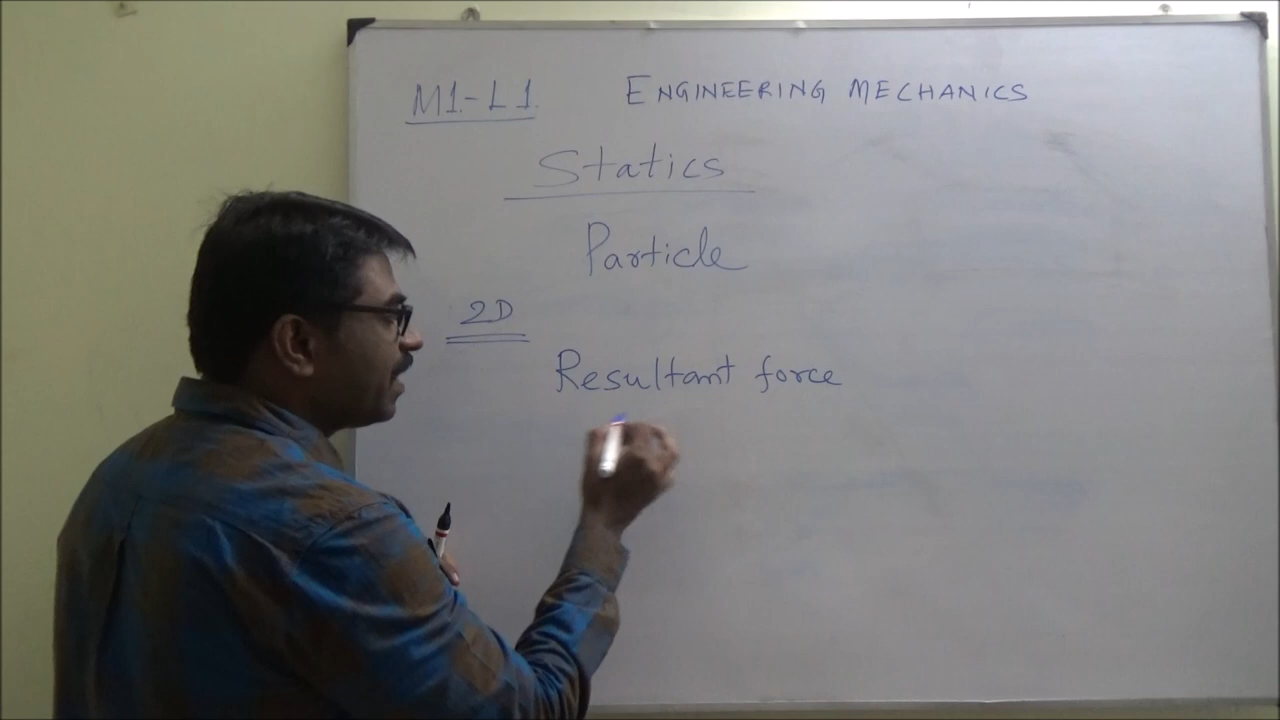 M1.-L1. ENGINEERING MECHANICS
Statics
Particle
2D
Resultant force